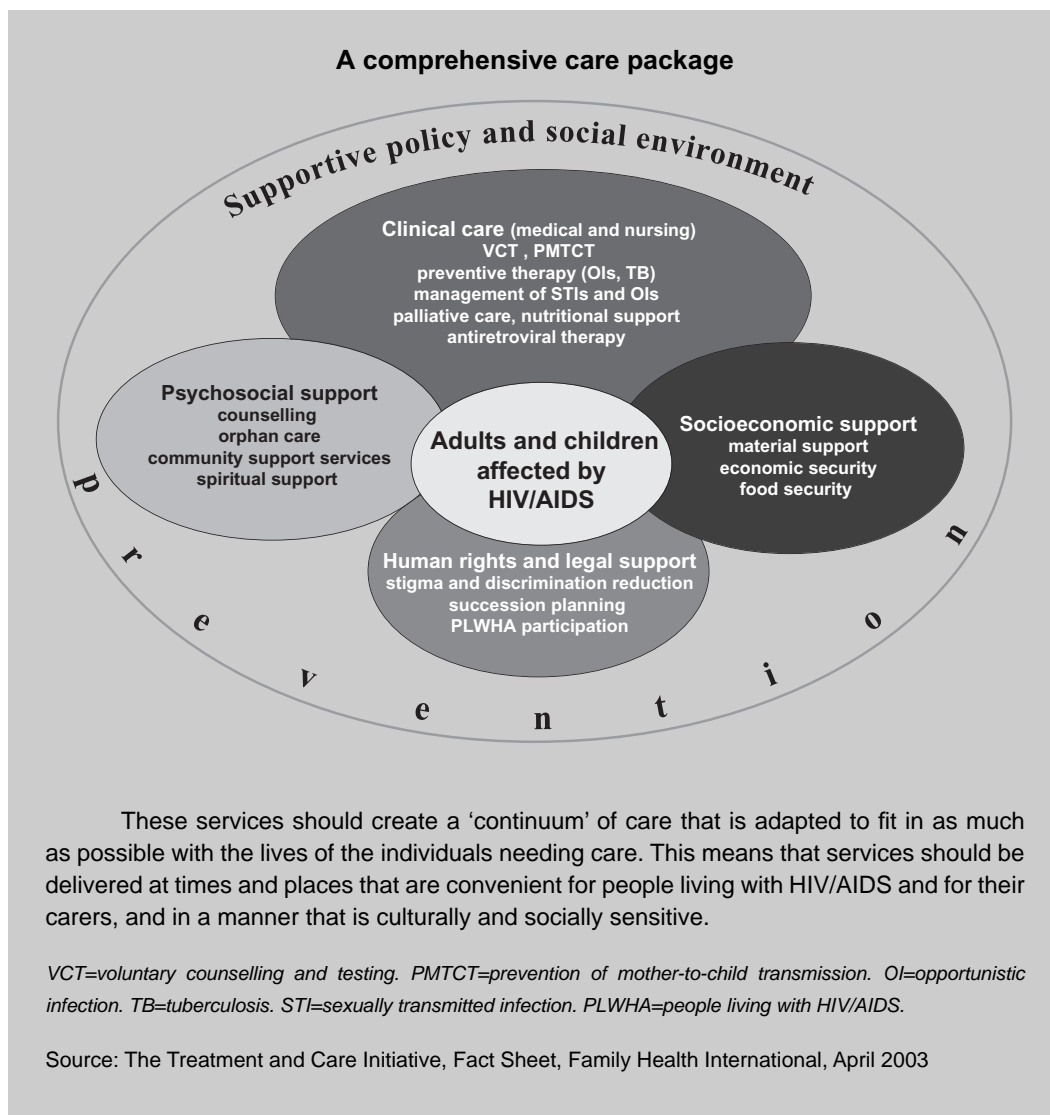 A comprehensive care package
Supportive policy and social environment
Clinical care (medical and nursing)
VCT , PMTCT
preventive therapy (OIs, TB)
management of STIs and OIs
palliative care, nutritional support
antiretroviral therapy
Psychosocial support
counselling
orphan care
community support services
spiritual support
Adults and children
affected by
HIV/AIDS
Socioeconomic support
material support
economic security
food security
Human rights and legal support
stigma and discrimination reduction
succession planning
PLWHA participation
prevention
These services should create a ‘continuum’ of care that is adapted to fit in as much
as possible with the lives of the individuals needing care. This means that services should be
delivered at times and places that are convenient for people living with HIV/AIDS and for their
carers, and in a manner that is culturally and socially sensitive.
VCT=voluntary counselling and testing. PMTCT=prevention of mother-to-child transmission. OI=opportunistic
infection. TB=tuberculosis. STI=sexually transmitted infection. PLWHA=people living with HIV/AIDS.
Source: The Treatment and Care Initiative, Fact Sheet, Family Health International, April 2003